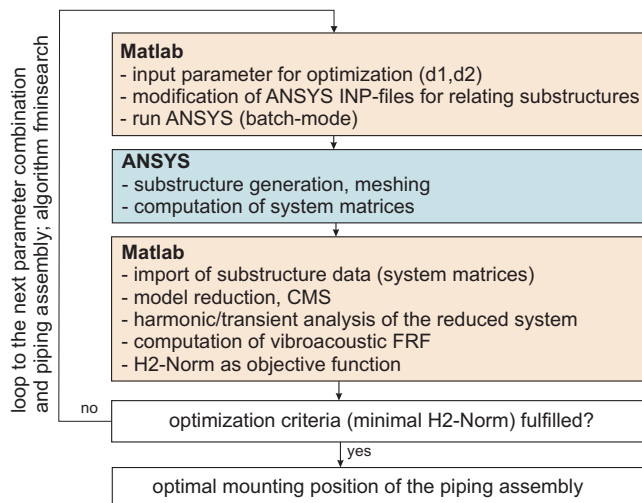 Matlab
- input parameter for optimization (d1,d2)
- modification of ANSYS INP-files for relating substructures
- run ANSYS (batch-mode)
ANSYS
- substructure generation, meshing
- computation of system matrices
Matlab
- import of substructure data (system matrices)
- model reduction, CMS
- harmonic/transient analysis of the reduced system
- computation of vibroacoustic FRF
- H2-Norm as objective function
optimization criteria (minimal H2-Norm) fulfilled?
no
yes
optimal mounting position of the piping assembly
loop to the next parameter combination
and piping assembly; algorithm fminsearch